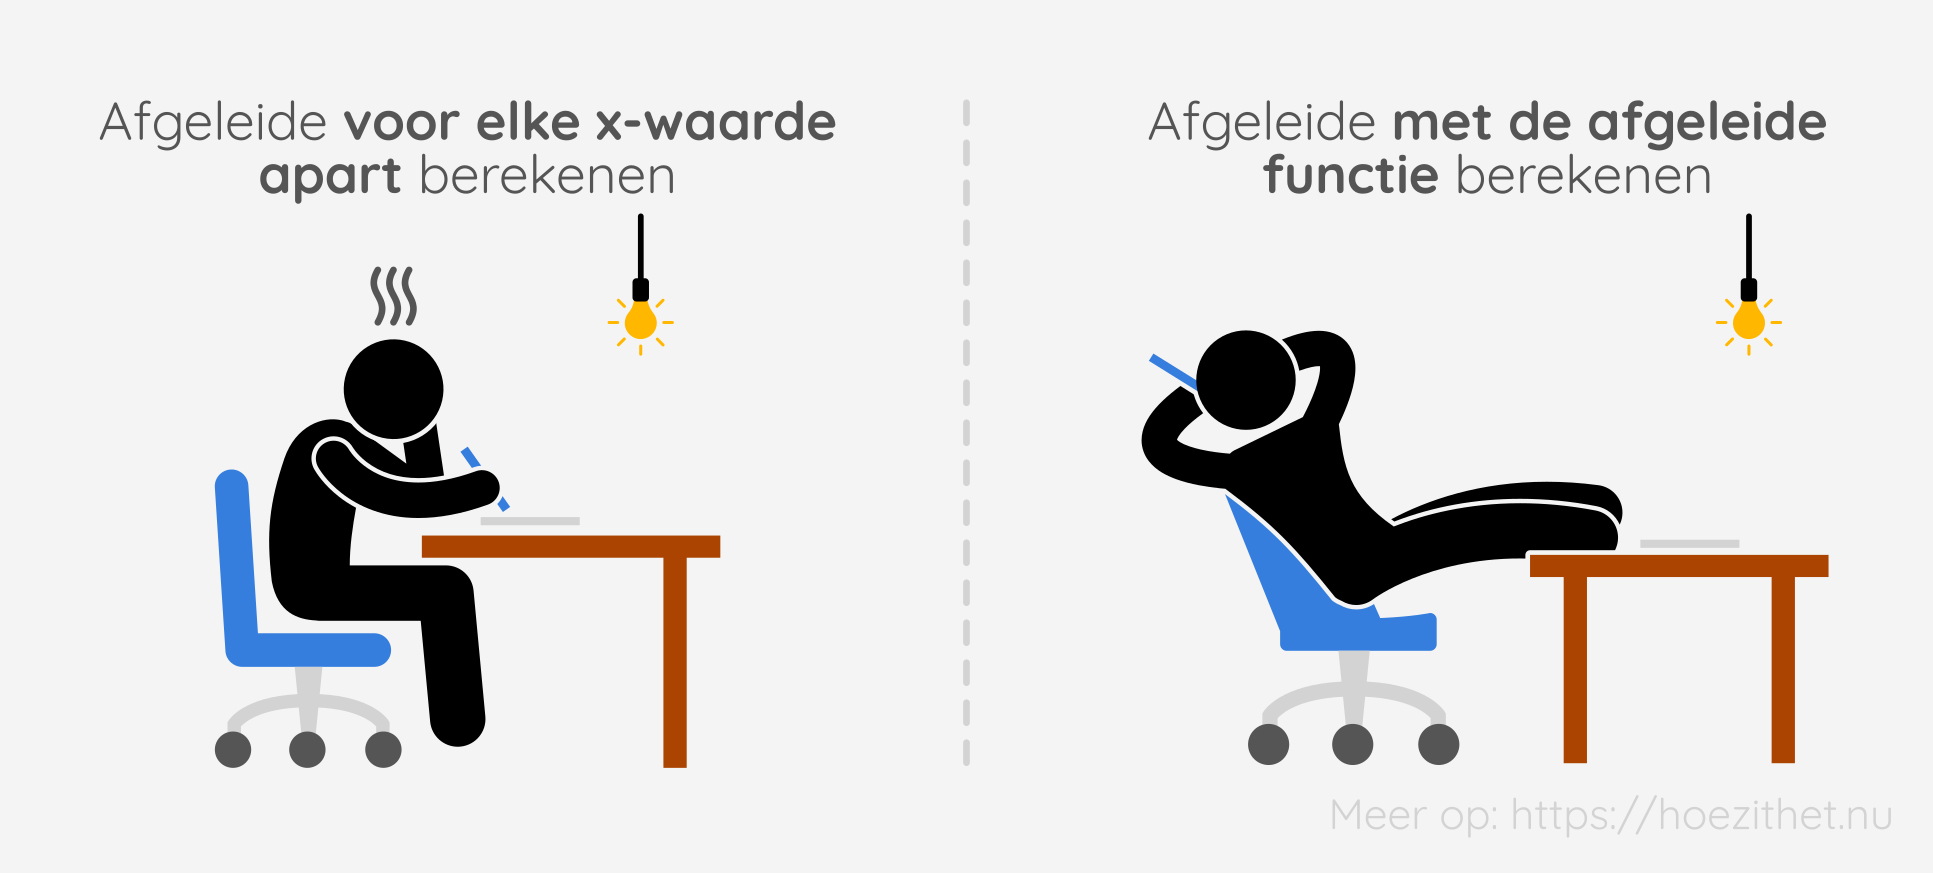 Afgeleide voor elke x-waarde
apart berekenen
Afgeleide met de afgeleide
functie berekenen
Meer op: https://hoezithet.nu